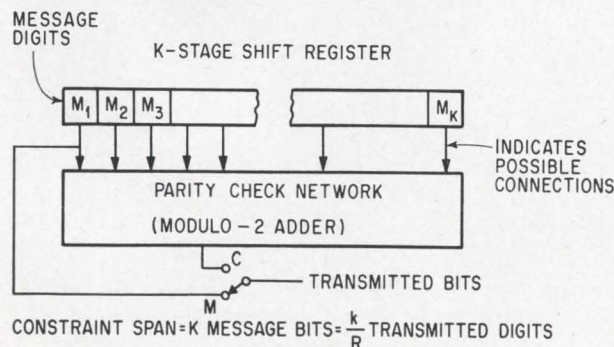 MESSAGE DIGITS
K-STAGE SHIFT REGISTER
M1 M2 M3 MK
INDICATES POSSIBLE CONNECTIONS
PARITY CHECK NETWORK
(MODULO-2 ADDER)
C
TRANSMITTED BITS
M
CONSTRAINT SPAN=K MESSAGE BITS= k/R TRANSMITTED DIGITS